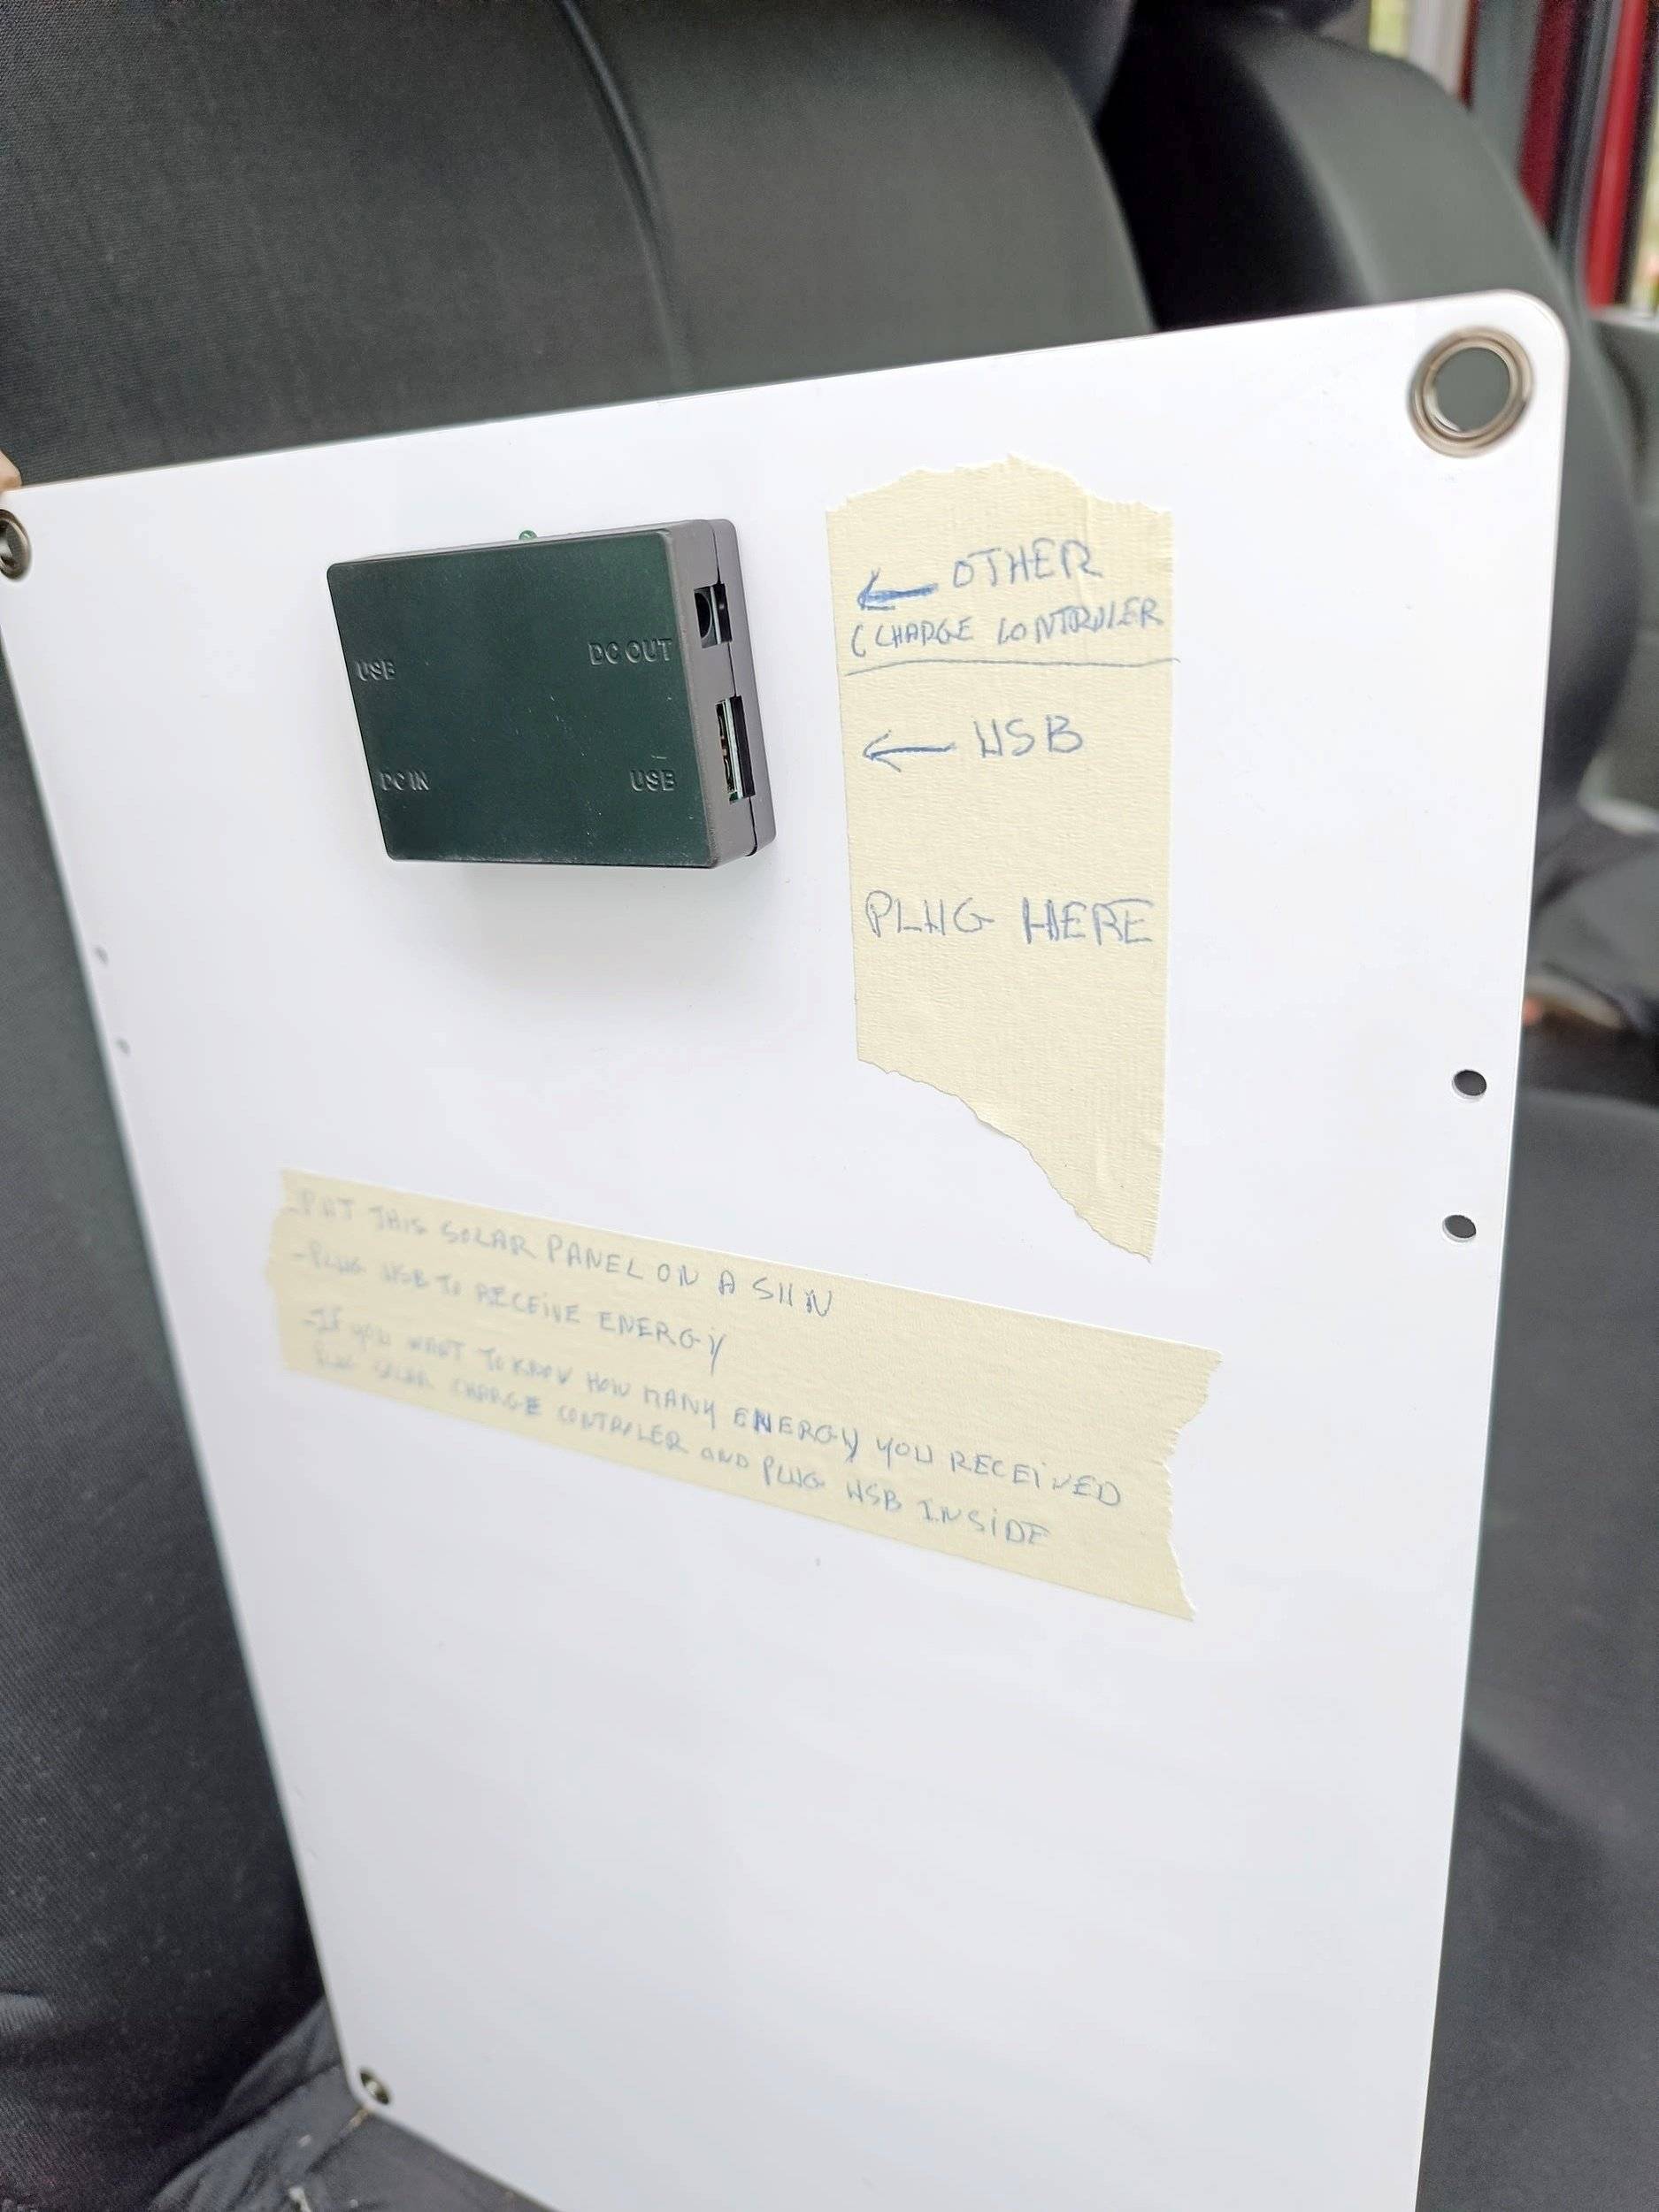 USB
DC OUT
DC IN
USB
← OTHER
(CHARGE CONTROLER
← USB
PLUG HERE
-PUT THIS SOLAR PANEL ON A SUN
-PLUG USB TO RECEIVE ENERGY
-IF YOU WANT TO KNOW HOW MANY ENERGY YOU RECEIVED
PLUG SOLAR CHARGE CONTROLER AND PLUG USB INSIDE